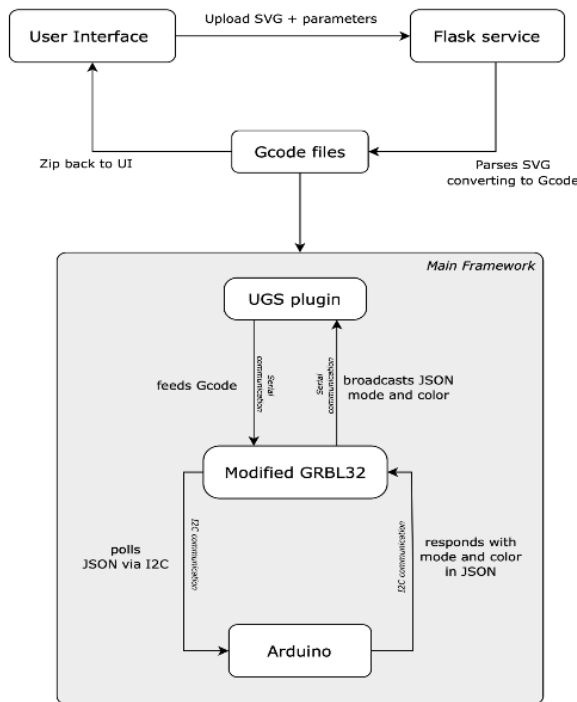 Upload SVG + parameters
User Interface
Flask service
Zip back to UI
Gcode files
Parses SVG
converting to Gcode
Main Framework
UGS plugin
feeds Gcode
Serial
communication
Serial
communication
broadcasts JSON
mode and color
Modified GRBL32
polls
JSON via I2C
I2C communication
I2C communication
responds with
mode and color
in JSON
Arduino